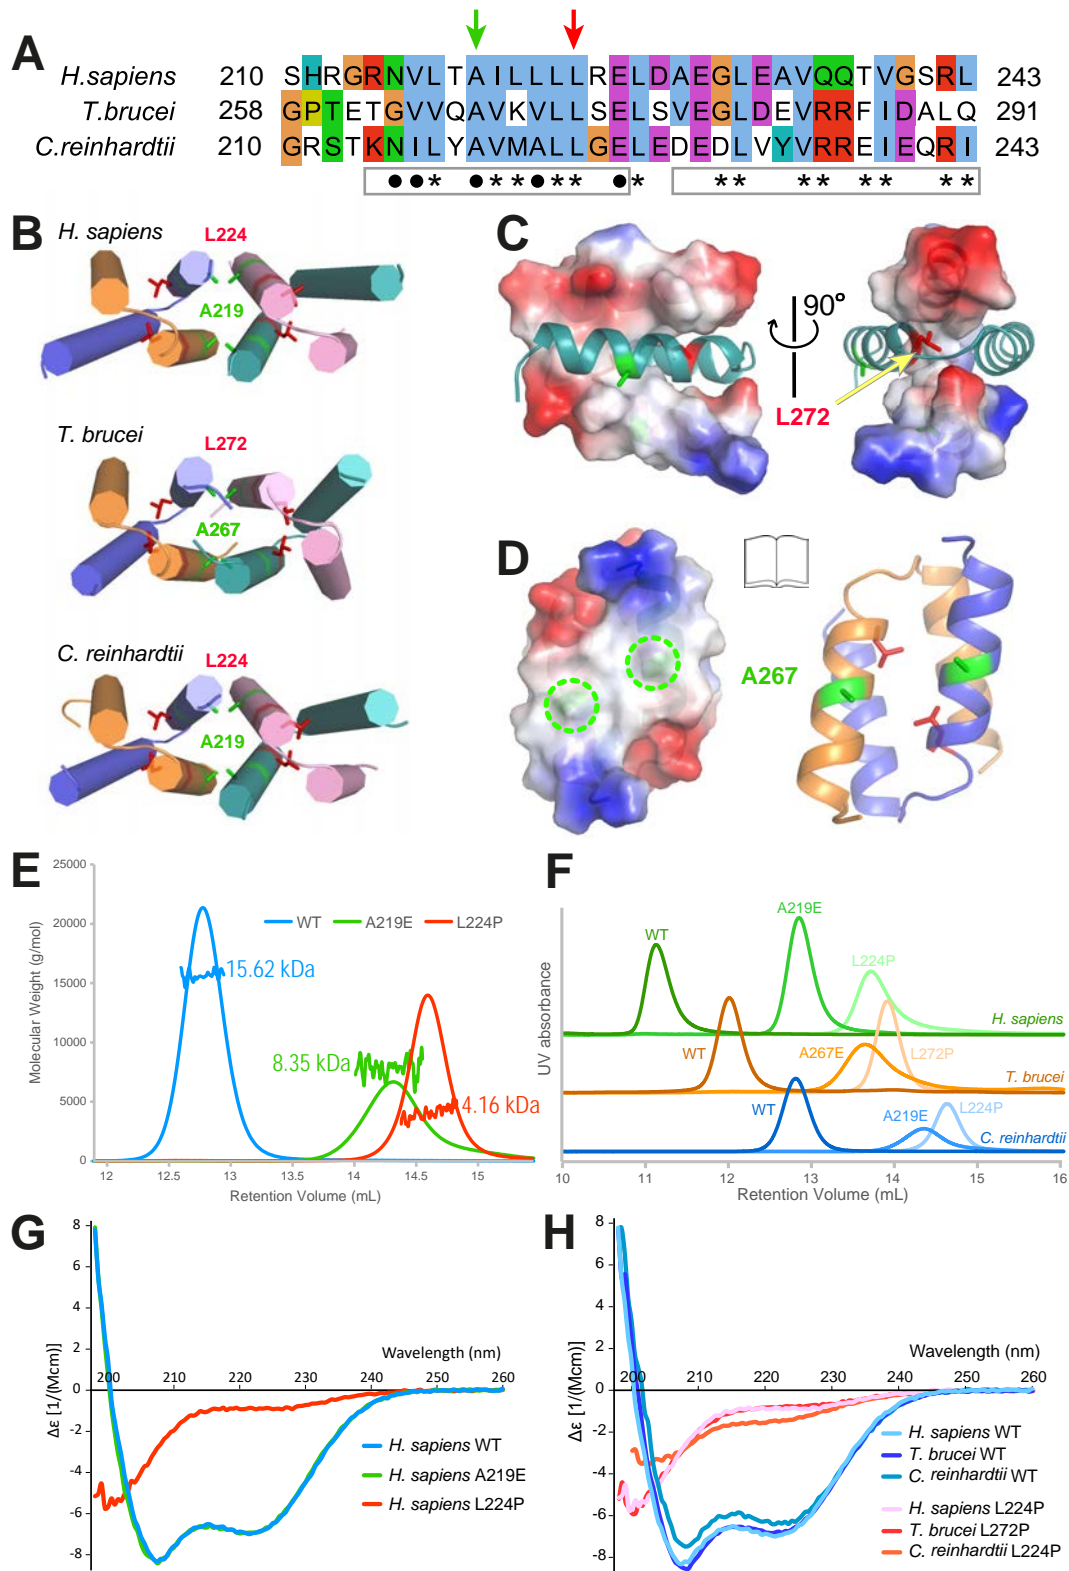 A
H.sapiens 210 SHRGRNVLTAILLLLRELDAEGLEAVQQTVGSRL 243
T.brucei 258 GPTETGVVQAVKVLLSELSVEGLDEVRRFIDALQ 291
C.reinhardtii 210 GRSTKNILYAVMALLGELEDEDLVYVRREIEQRI 243
●●* ●**●** ●* ** ** ** **
B
H. sapiens
L224
A219
T. brucei
L272
A267
C. reinhardtii
L224
A219
C
90°
L272
D
A267
E
25000
20000
15000
10000
5000
0
Molecular Weight (g/mol)
WT A219E L224P
15.62 kDa
8.35 kDa
4.16 kDa
12 12.5 13 13.5 14 14.5 15
Retention Volume (mL)
F
UV absorbance
WT A219E L224P
H. sapiens
WT A267E L272P
T. brucei
WT A219E L224P
C. reinhardtii
10 11 12 13 14 15 16
Retention Volume (mL)
G
8
6
4
2
0
-2
-4
-6
-8
Δε [1/(Mcm)]
Wavelength (nm)
200 210 220 230 240 250 260
H. sapiens WT
H. sapiens A219E
H. sapiens L224P
H
8
6
4
2
0
-2
-4
-6
-8
Δε [1/(Mcm)]
Wavelength (nm)
200 210 220 230 240 250 260
H. sapiens WT
T. brucei WT
C. reinhardtii WT
H. sapiens L224P
T. brucei L272P
C. reinhardtii L224P